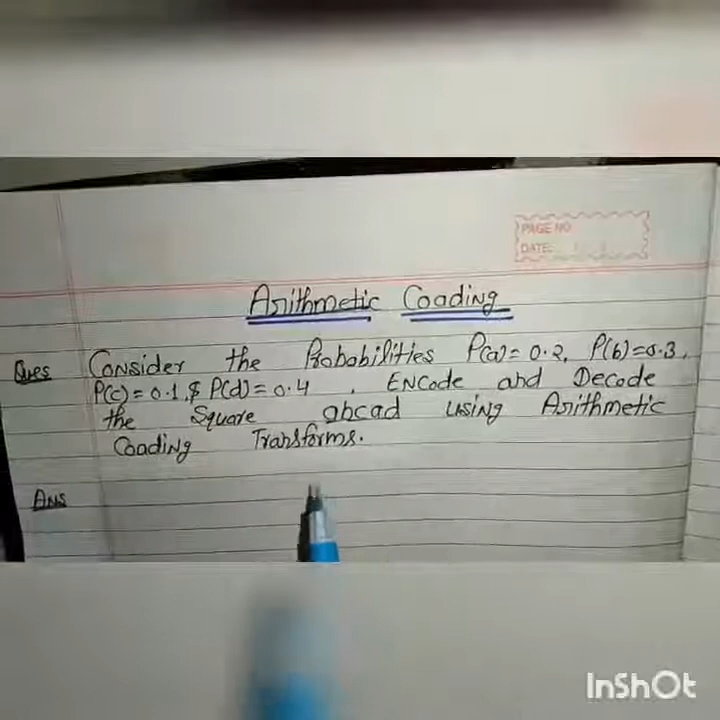 PAGE NO
DATE:
Arithmetic Coading
Ques Consider the Probabilities P(a) = 0.2, P(b) = 0.3,
P(c) = 0.1, & P(d) = 0.4 , ENCode and Decode
the Square abcad using Arithmetic
Coading Transforms.
Ans
InShOt